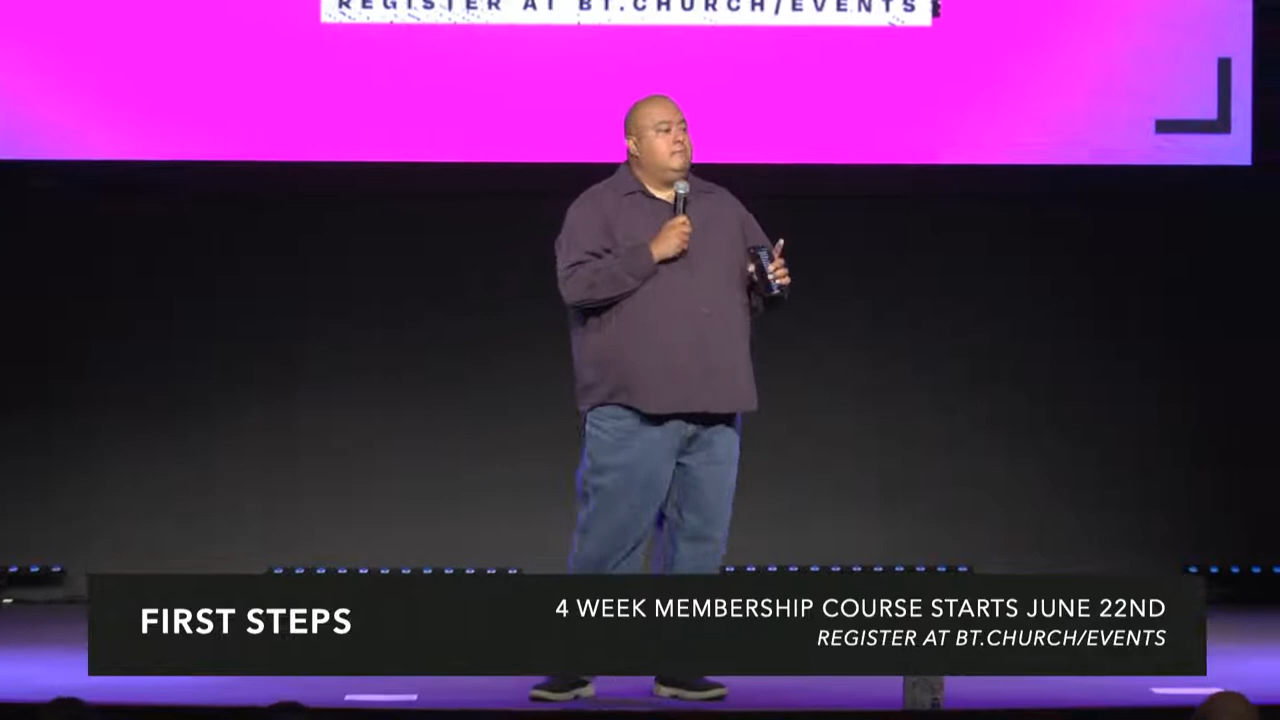 REGISTER AT BT.CHURCH/EVENTS
FIRST STEPS
4 WEEK MEMBERSHIP COURSE STARTS JUNE 22ND
REGISTER AT BT.CHURCH/EVENTS